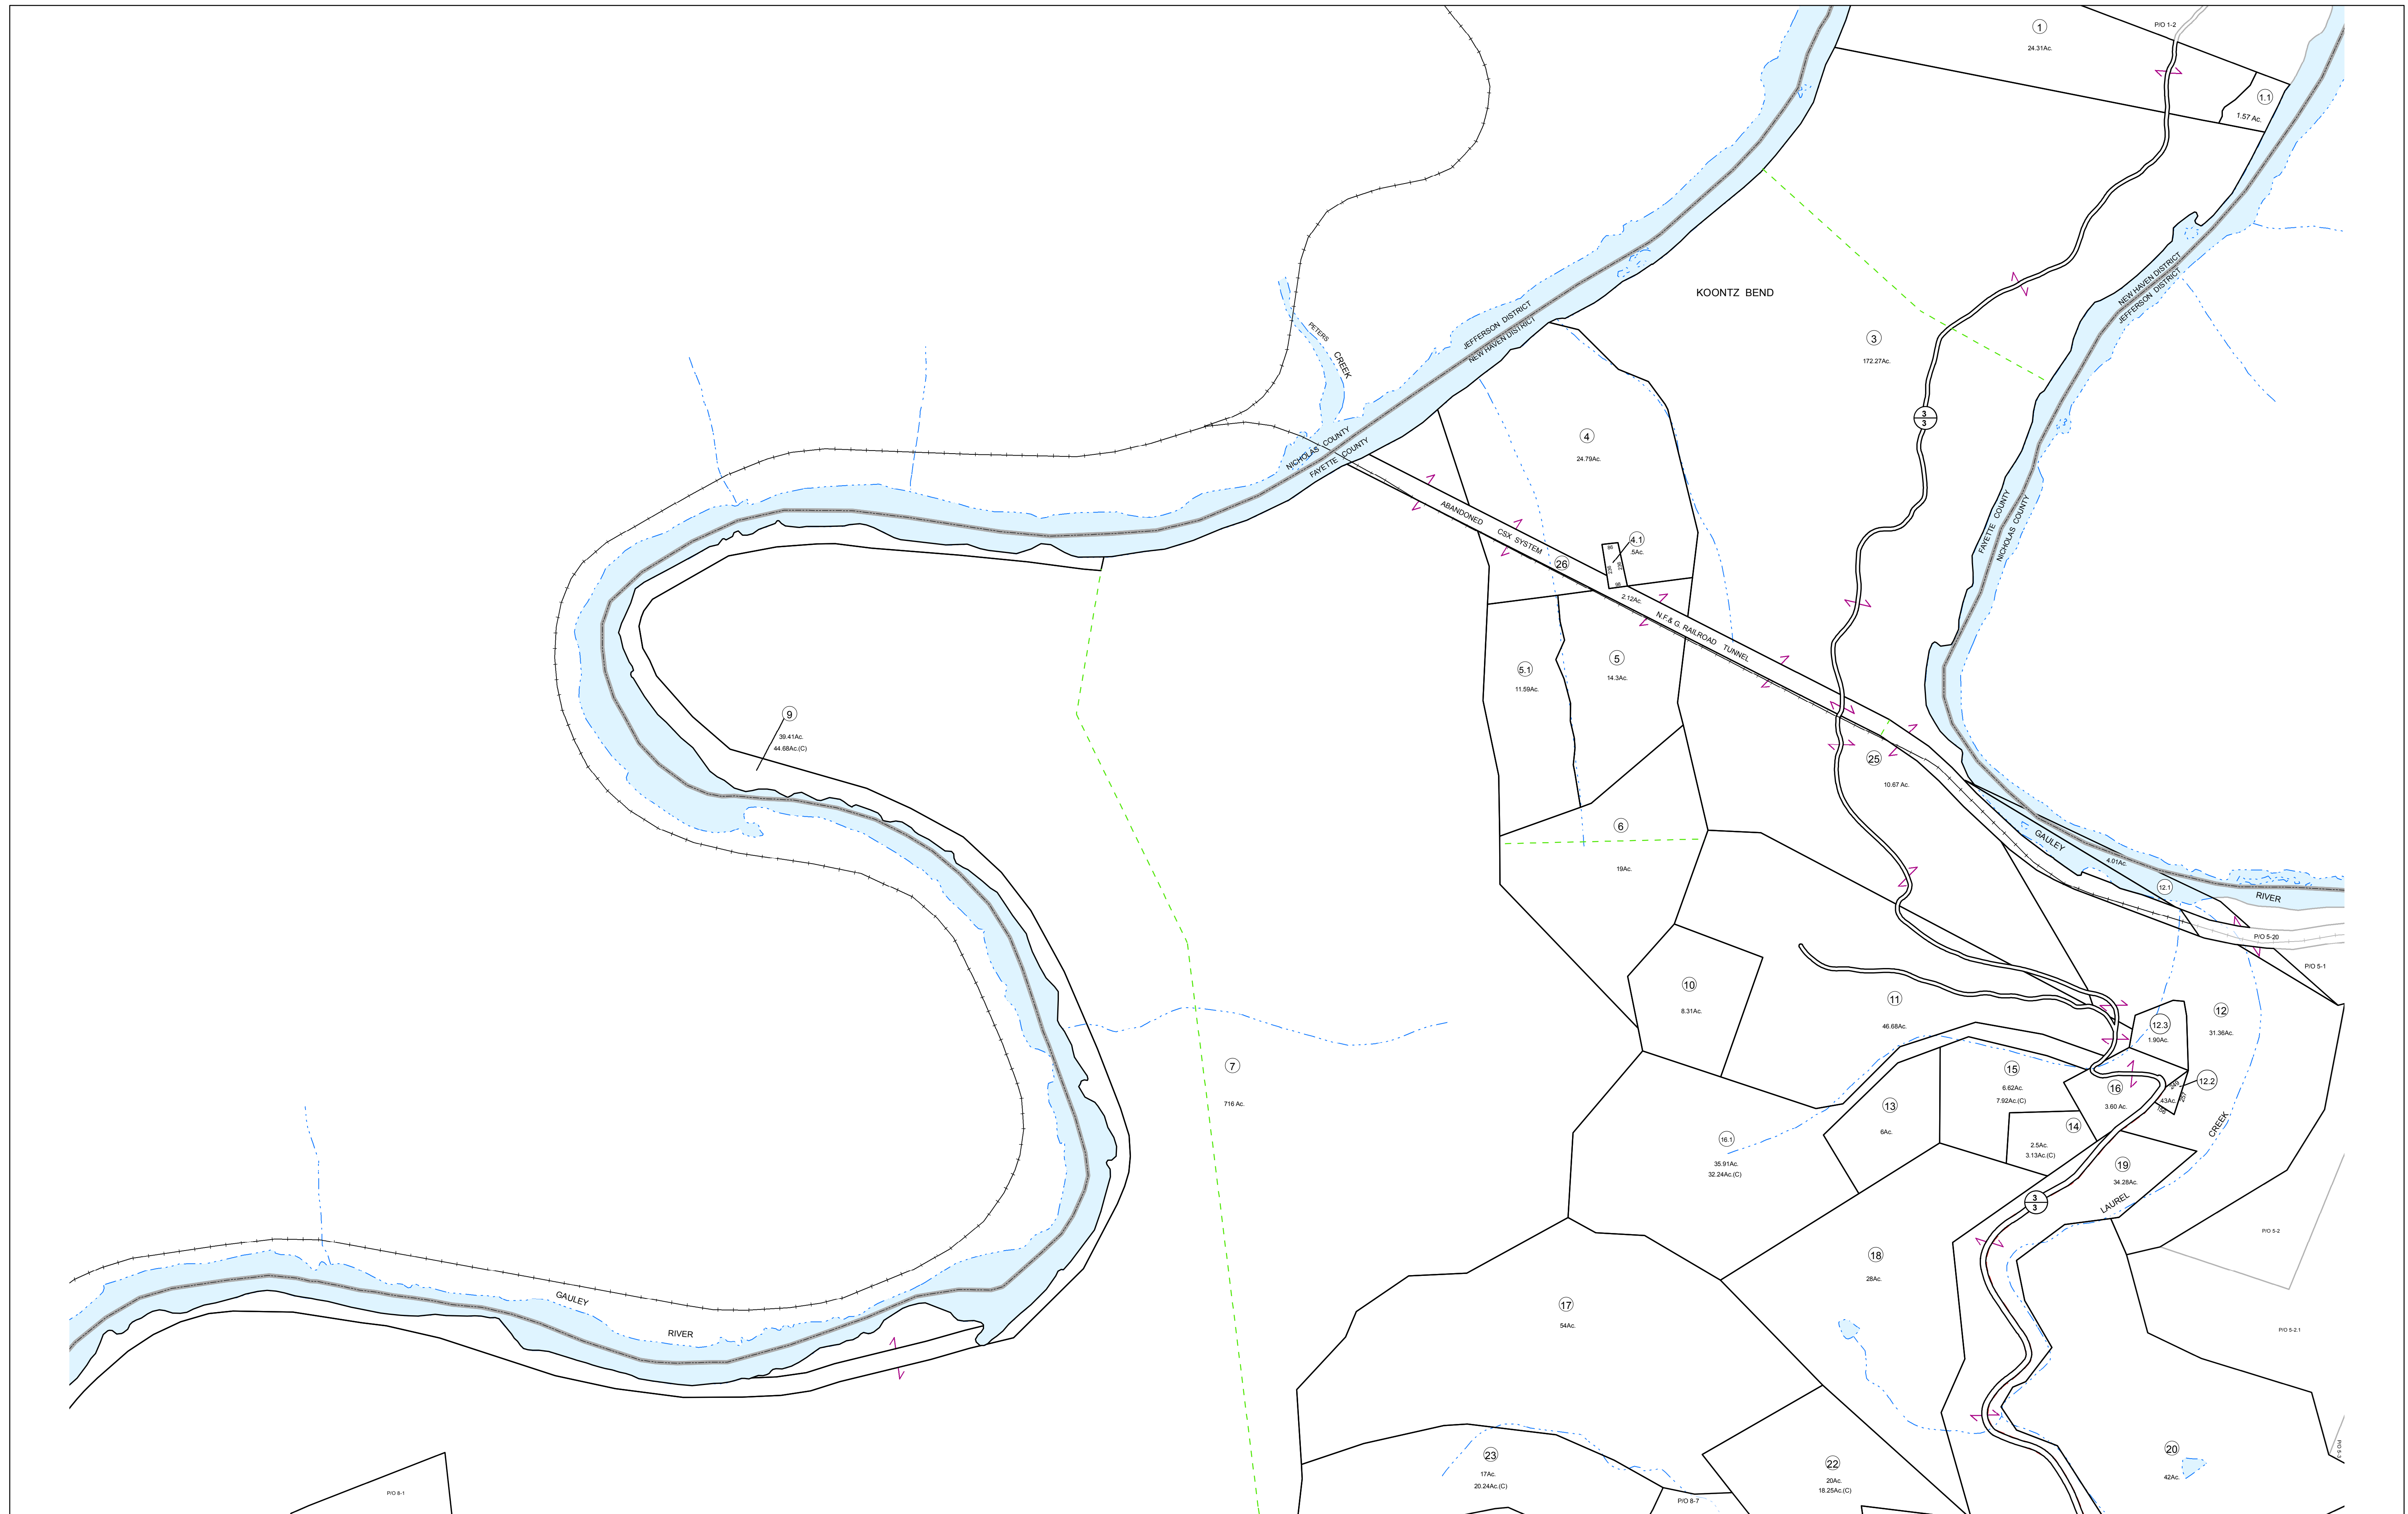 1
24.31Ac.
P/O 1-2
1.1
1.57 Ac.
NEW HAVEN DISTRICT
JEFFERSON DISTRICT
KOONTZ BEND
3
172.27Ac.
PETERS
CREEK
JEFFERSON DISTRICT
NEW HAVEN DISTRICT
3
3
NICHOLAS COUNTY
FAYETTE COUNTY
4
24.79Ac.
FAYETTE COUNTY
NICHOLAS COUNTY
ABANDONED CSX SYSTEM
4.1
.5Ac.
26
2.12Ac.
N.F.& G. RAILROAD TUNNEL
5.1
11.59Ac.
5
14.3Ac.
9
39.41Ac.
44.68Ac.(C)
25
10.67 Ac.
6
19Ac.
GAULEY
4.01Ac.
12.1
RIVER
P/O 5-20
P/O 5-1
10
8.31Ac.
11
46.68Ac.
12
31.36Ac.
12.3
1.90Ac.
7
716 Ac.
15
6.62Ac.
7.92Ac.(C)
16
3.60 Ac.
12.2
.43Ac.
156
13
6Ac.
14
2.5Ac.
3.13Ac.(C)
CREEK
16.1
35.91Ac.
32.24Ac.(C)
19
34.28Ac.
LAUREL
3
3
P/O 5-2
18
28Ac.
GAULEY
RIVER
17
54Ac.
P/O 5-2.1
23
17Ac.
20.24Ac.(C)
22
20Ac.
18.25Ac.(C)
20
42Ac.
P/O 8-1
P/O 8-7